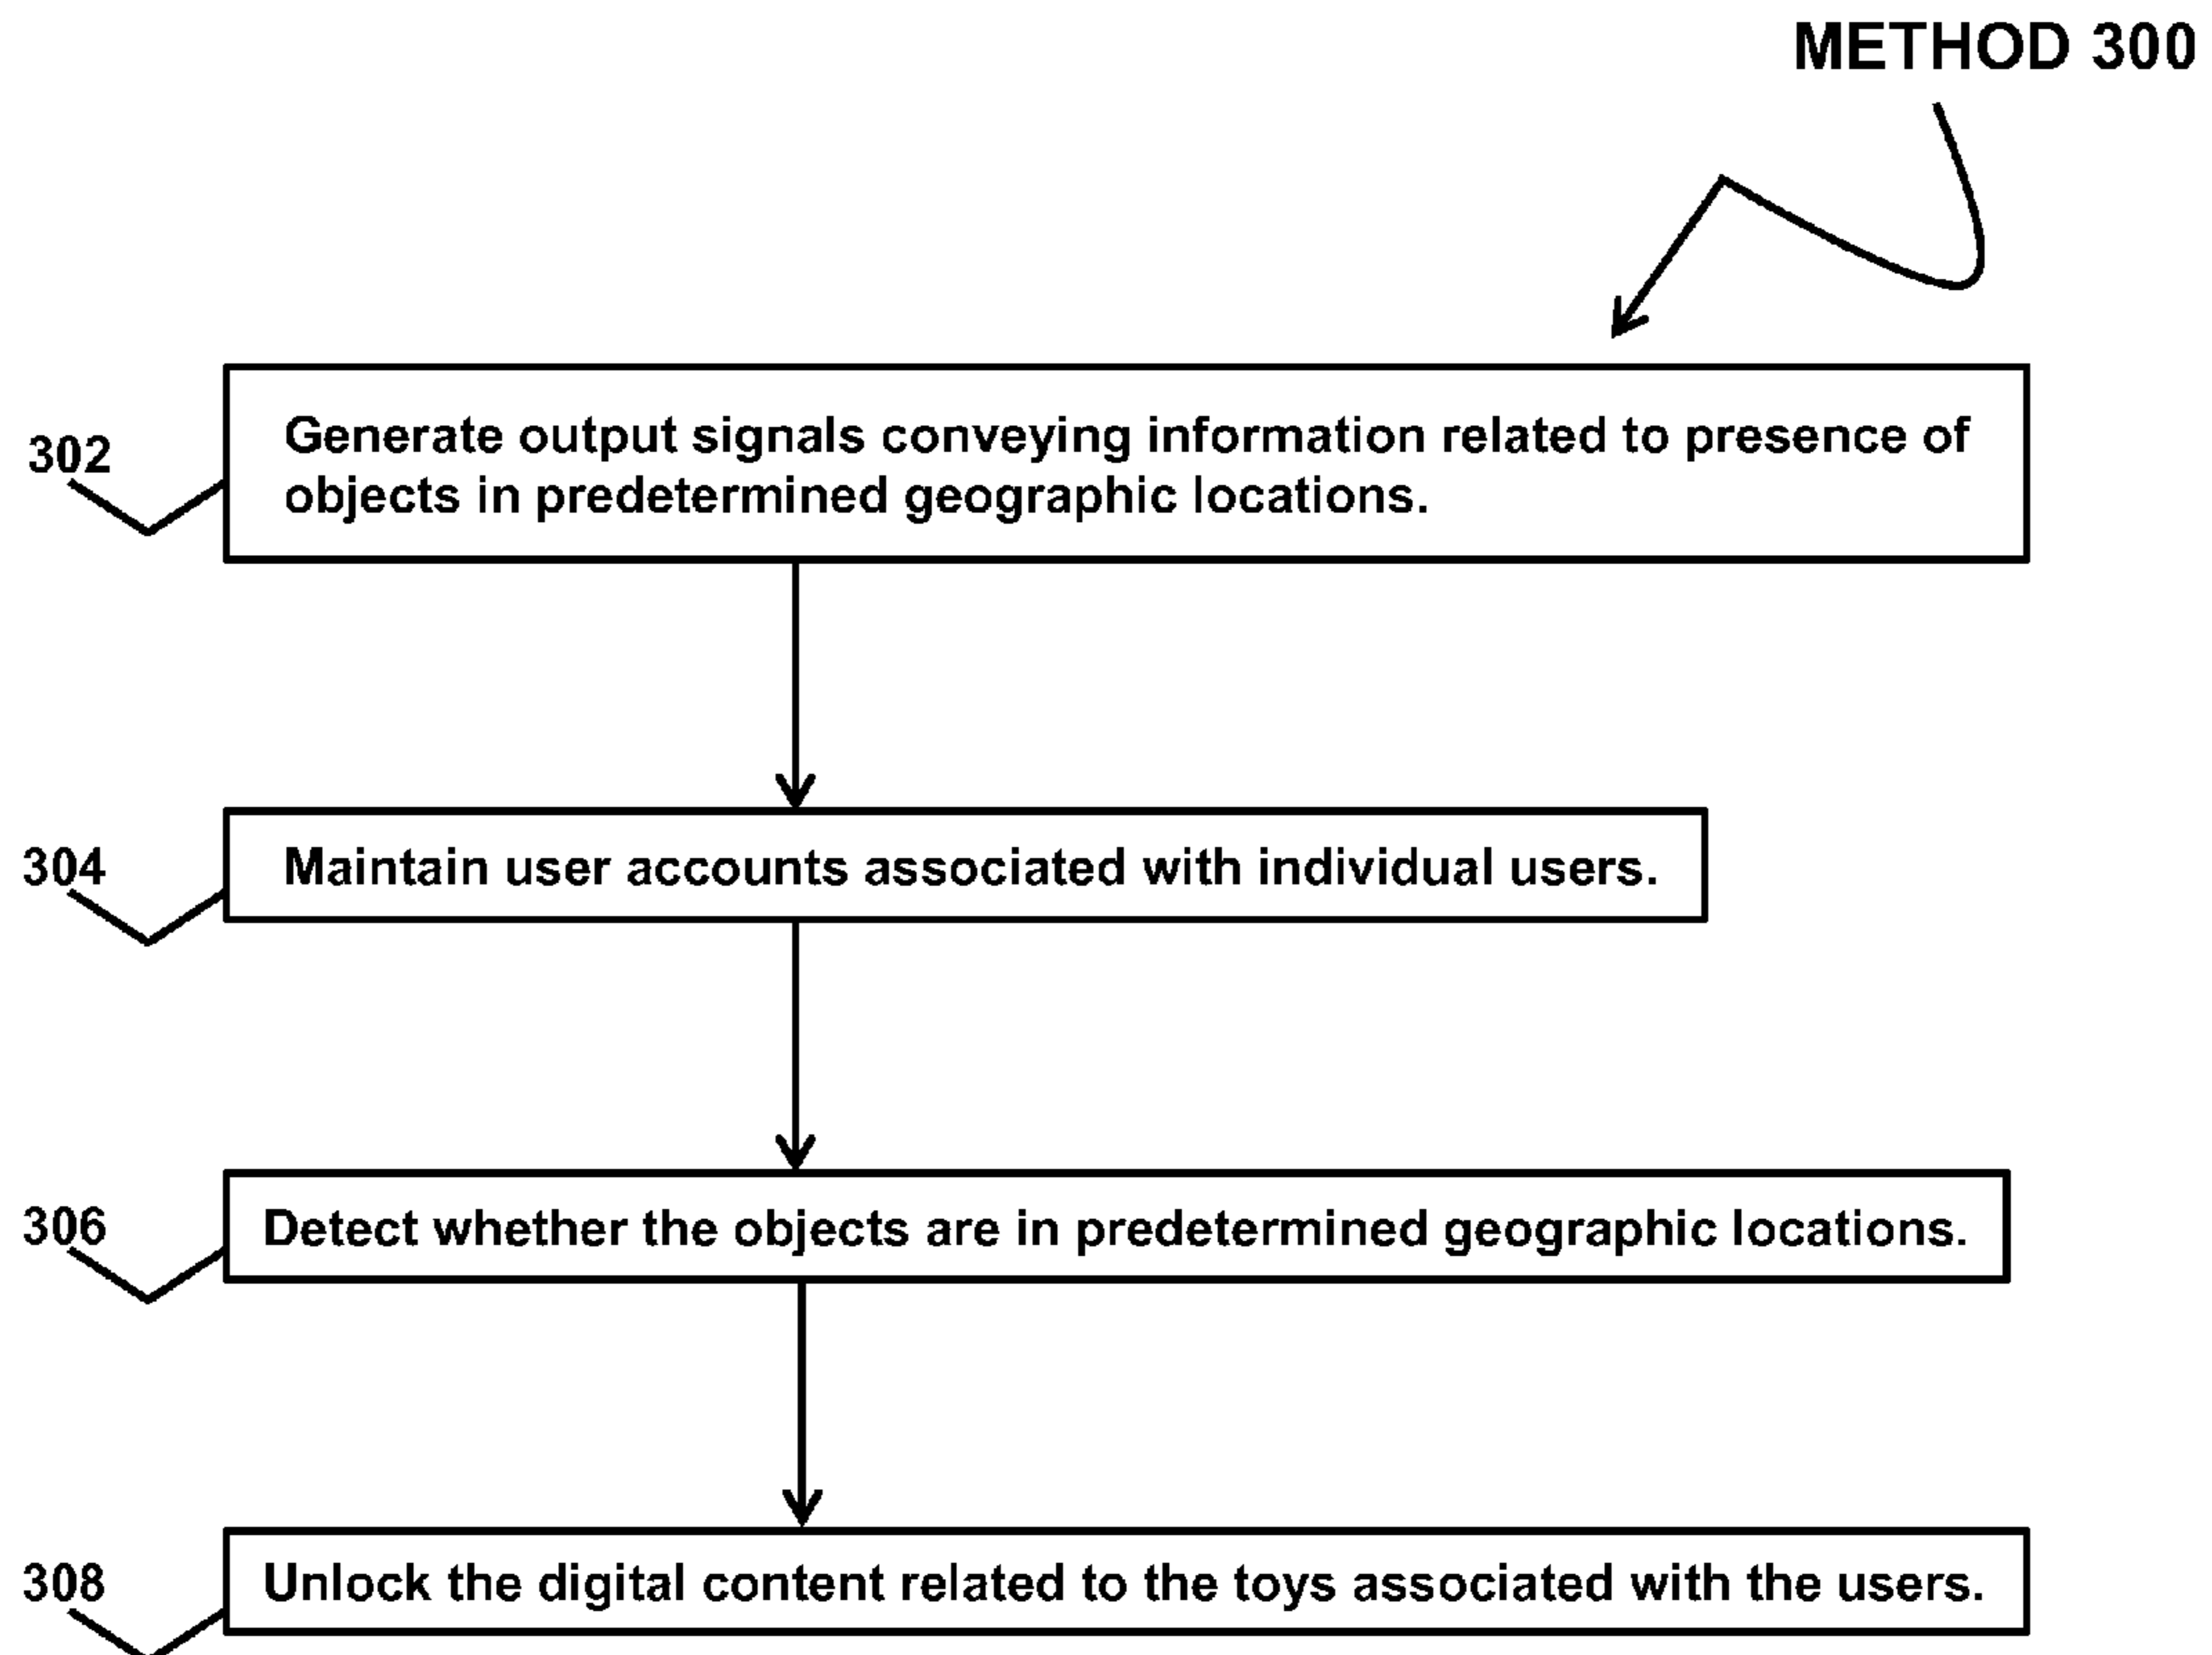 METHOD 300
302
Generate output signals conveying information related to presence of
objects in predetermined geographic locations.
304
Maintain user accounts associated with individual users.
306
Detect whether the objects are in predetermined geographic locations.
308
Unlock the digital content related to the toys associated with the users.